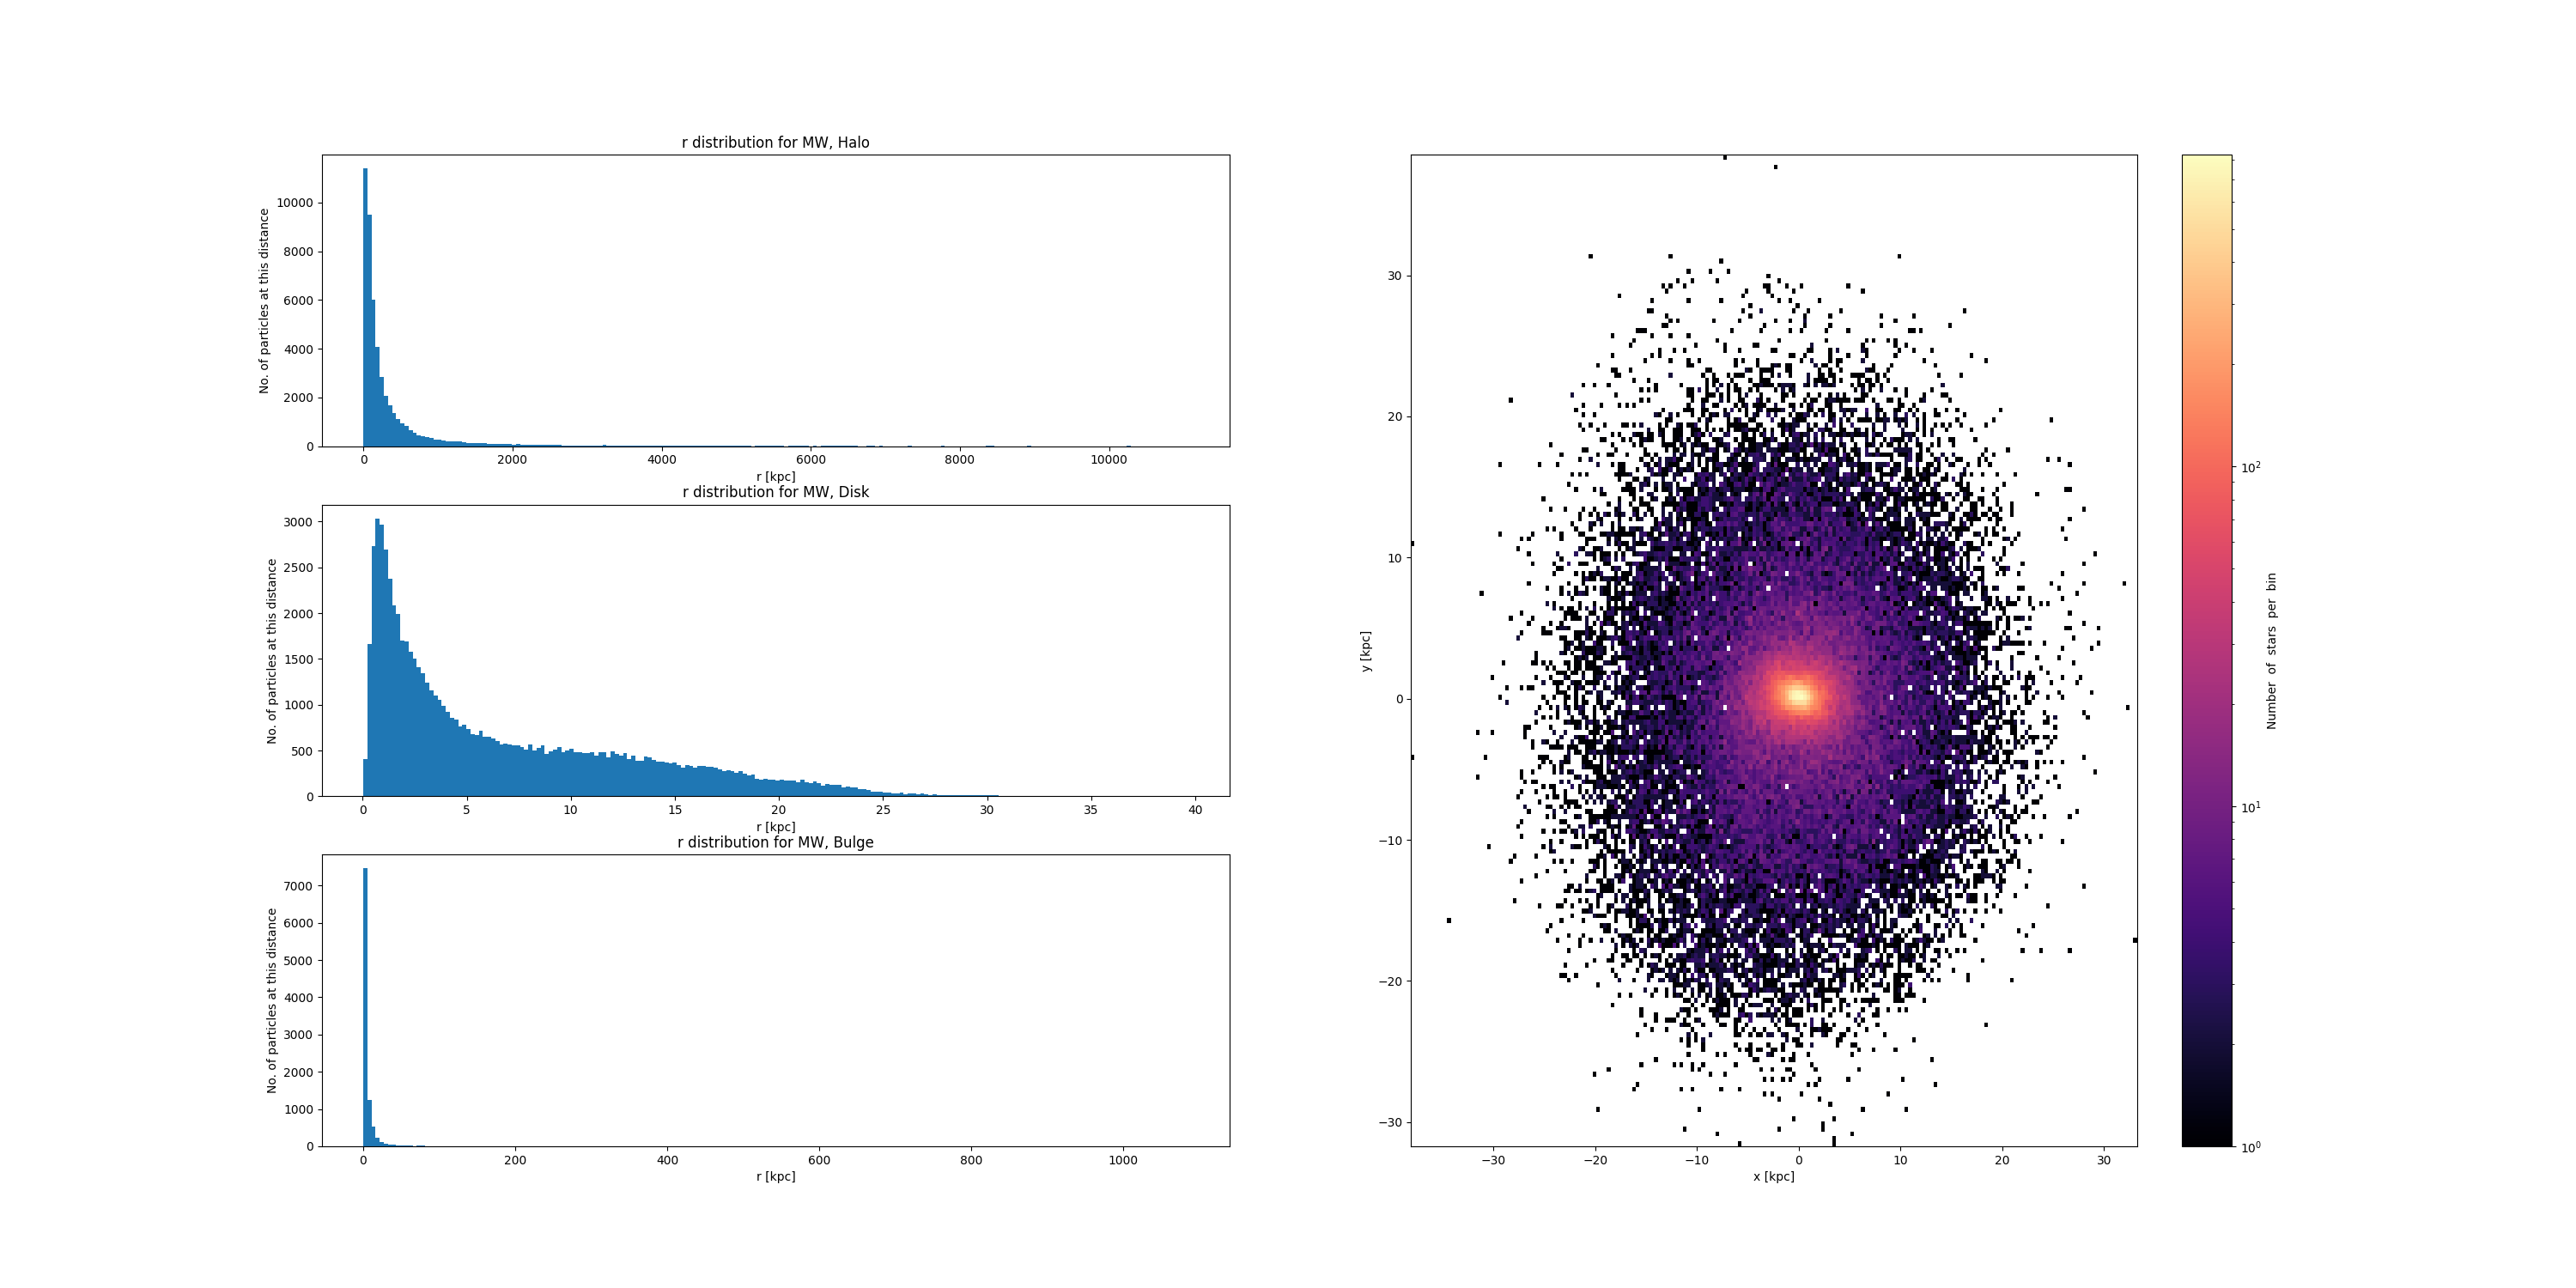 r distribution for MW, Halo
No. of particles at this distance
10000
8000
6000
4000
2000
0
0 2000 4000 6000 8000 10000
r [kpc]
r distribution for MW, Disk
No. of particles at this distance
3000
2500
2000
1500
1000
500
0
0 5 10 15 20 25 30 35 40
r [kpc]
r distribution for MW, Bulge
No. of particles at this distance
7000
6000
5000
4000
3000
2000
1000
0
0 200 400 600 800 1000
r [kpc]
y [kpc]
30
20
10
0
−10
−20
−30
−30 −20 −10 0 10 20 30
x [kpc]
10²
10¹
10⁰
Number of stars per bin